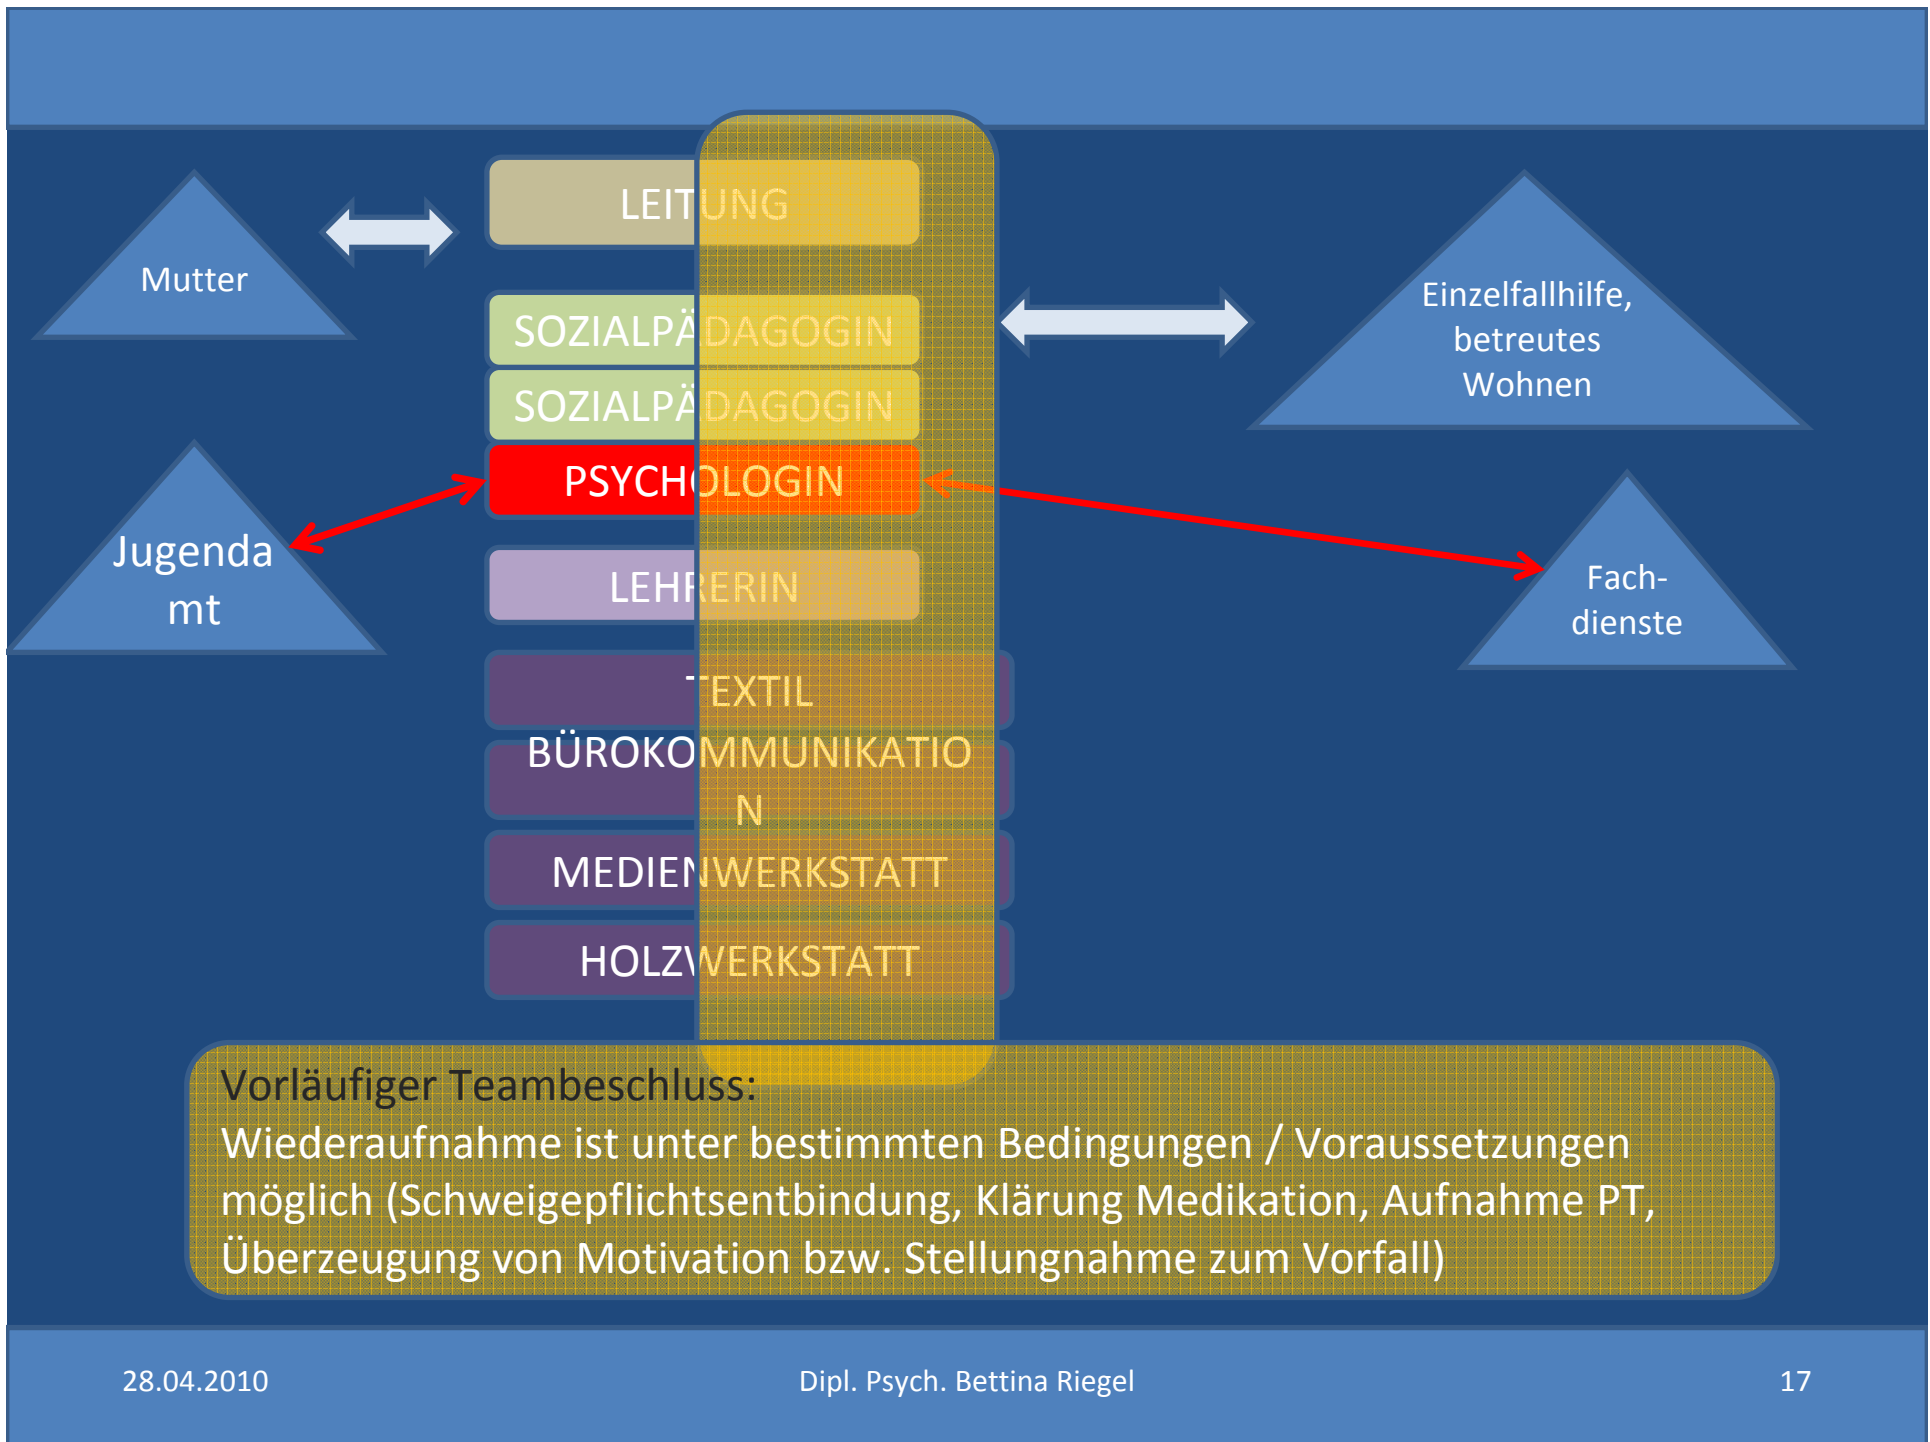 LEITUNG
Mutter
Einzelfallhilfe,
betreutes
Wohnen
SOZIALPÄDAGOGIN
SOZIALPÄDAGOGIN
PSYCHOLOGIN
Jugenda
mt
LEHRERIN
Fach-
dienste
TEXTIL
BÜROKOMMUNIKATIO
N
MEDIENWERKSTATT
HOLZWERKSTATT
Vorläufiger Teambeschluss:
Wiederaufnahme ist unter bestimmten Bedingungen / Voraussetzungen
möglich (Schweigepflichtsentbindung, Klärung Medikation, Aufnahme PT,
Überzeugung von Motivation bzw. Stellungnahme zum Vorfall)
28.04.2010
Dipl. Psych. Bettina Riegel
17